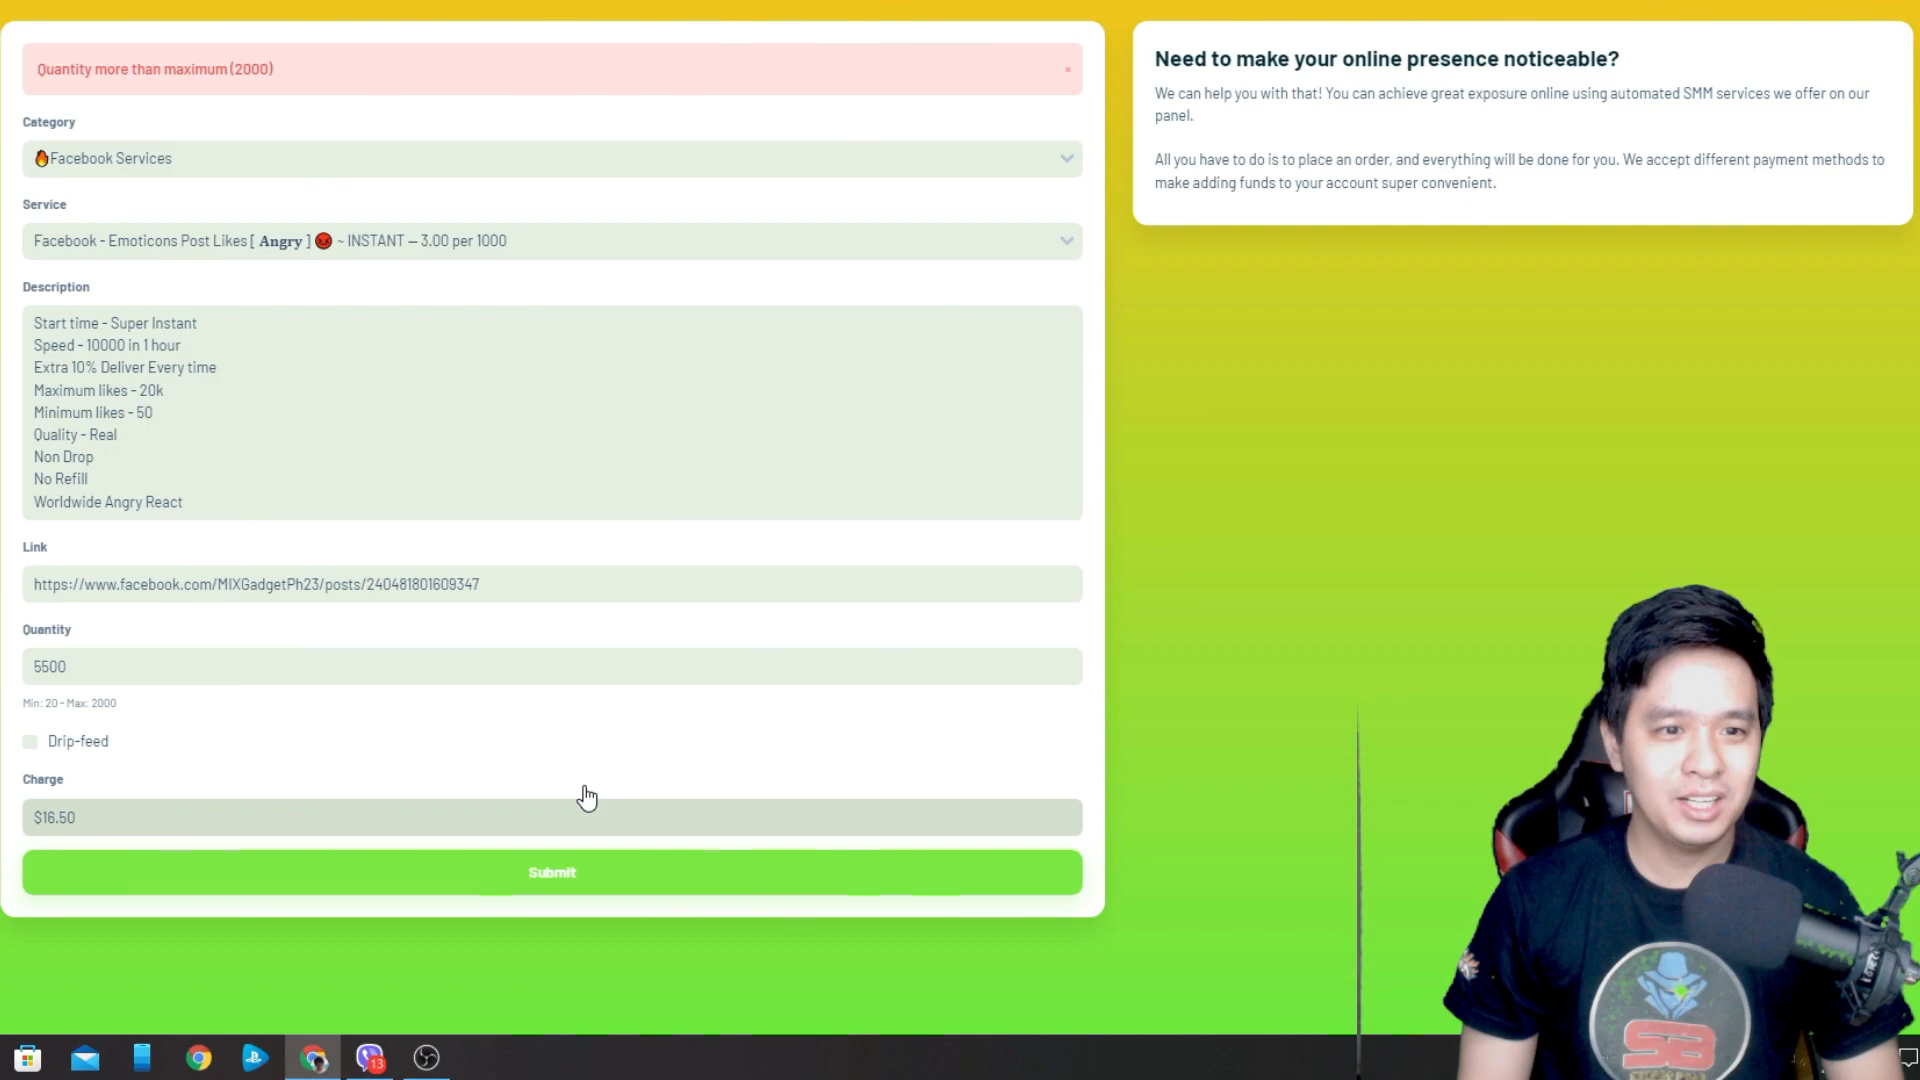 Quantity more than maximum (2000)
×
Category
🔥Facebook Services
Service
Facebook - Emoticons Post Likes [ Angry ] 😡 ~ INSTANT — 3.00 per 1000
Description
Start time - Super Instant
Speed - 10000 in 1 hour
Extra 10% Deliver Every time
Maximum likes - 20k
Minimum likes - 50
Quality - Real
Non Drop
No Refill
Worldwide Angry React
Link
https://www.facebook.com/MIXGadgetPh23/posts/240481801609347
Quantity
5500
Min: 20 - Max: 2000
Drip-feed
Charge
$16.50
Submit
Need to make your online presence noticeable?
We can help you with that! You can achieve great exposure online using automated SMM services we offer on our
panel.
All you have to do is to place an order, and everything will be done for you. We accept different payment methods to
make adding funds to your account super convenient.
13